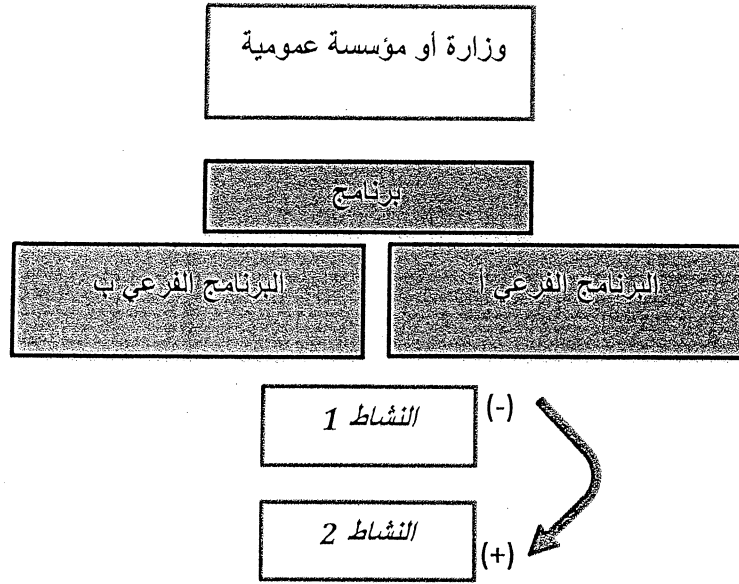 وزارة أو مؤسسة عمومية
برنامج
البرنامج الفرعي أ
البرنامج الفرعي ب
النشاط 1
(-)
النشاط 2
(+)